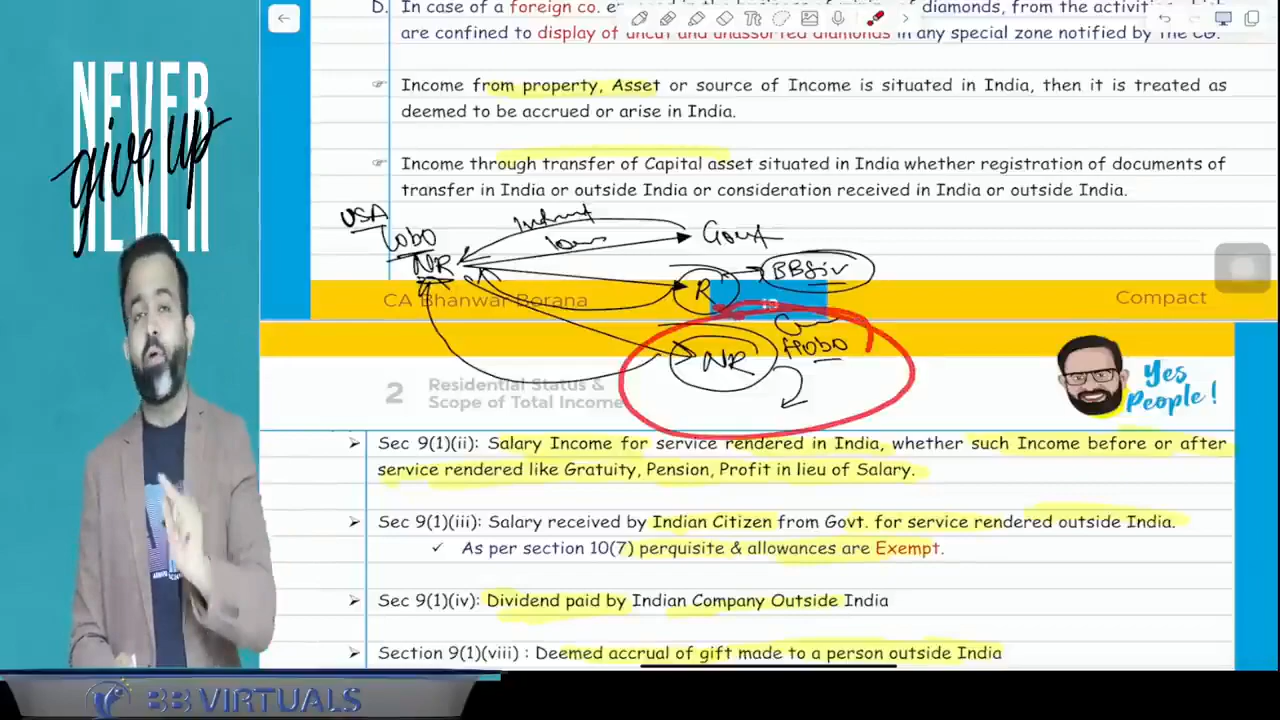 NEVER
give up
NEVER
D. In case of a foreign co. en of diamonds, from the activiti
are confined to display of uncut and unassorted diamonds in any special zone notified by The CG.
☞ Income from property, Asset or source of Income is situated in India, then it is treated as
deemed to be accrued or arise in India.
☞ Income through transfer of Capital asset situated in India whether registration of documents of
transfer in India or outside India or consideration received in India or outside India.
USA
Lobo
NR
loan
Govt
R
BBSir
NR
Hobo
CA Bhanwar Borana
Compact
2 Residential Status &
Scope of Total Income
Yes
People!
➤ Sec 9(1)(ii): Salary Income for service rendered in India, whether such Income before or after
service rendered like Gratuity, Pension, Profit in lieu of Salary.
➤ Sec 9(1)(iii): Salary received by Indian Citizen from Govt. for service rendered outside India.
✓ As per section 10(7) perquisite & allowances are Exempt.
➤ Sec 9(1)(iv): Dividend paid by Indian Company Outside India
➤ Section 9(1)(viii) : Deemed accrual of gift made to a person outside India
BB VIRTUALS